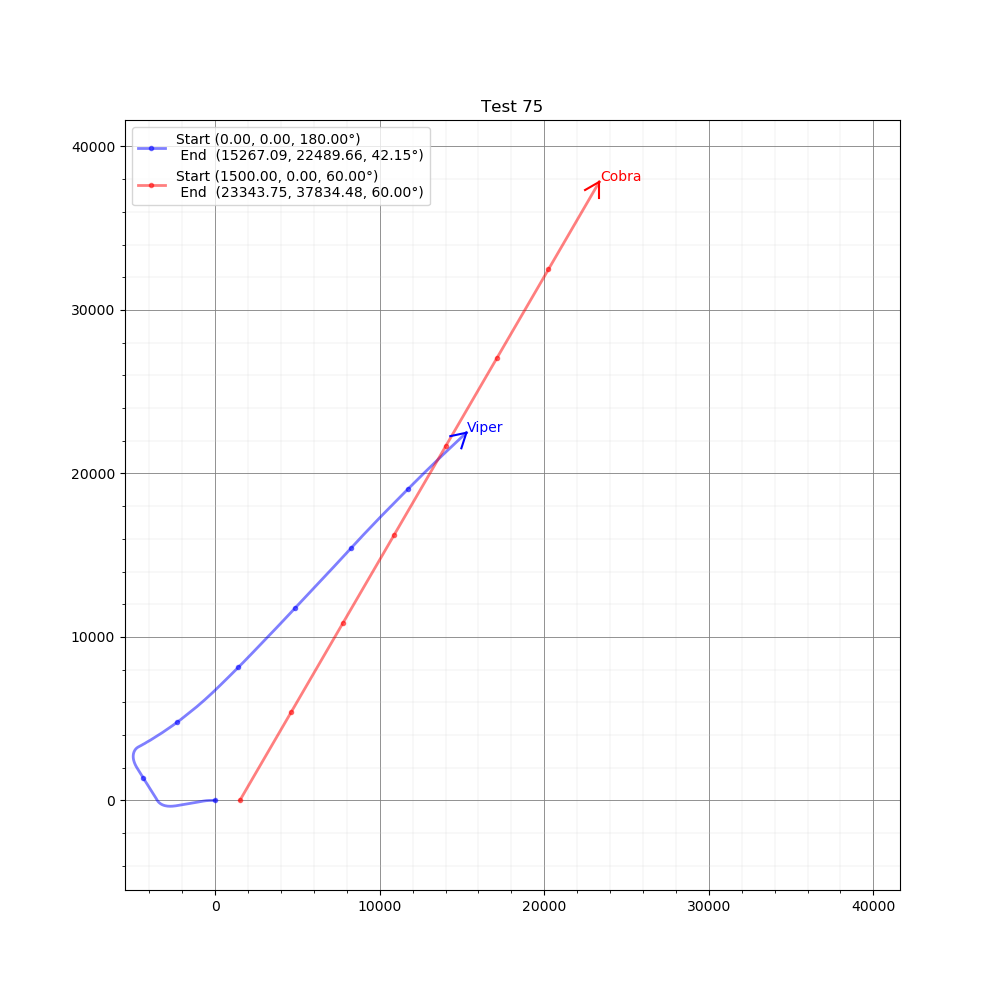 Test 75
Start (0.00, 0.00, 180.00°)
End  (15267.09, 22489.66, 42.15°)
Start (1500.00, 0.00, 60.00°)
End  (23343.75, 37834.48, 60.00°)
Cobra
Viper
40000
30000
20000
10000
0
0
10000
20000
30000
40000